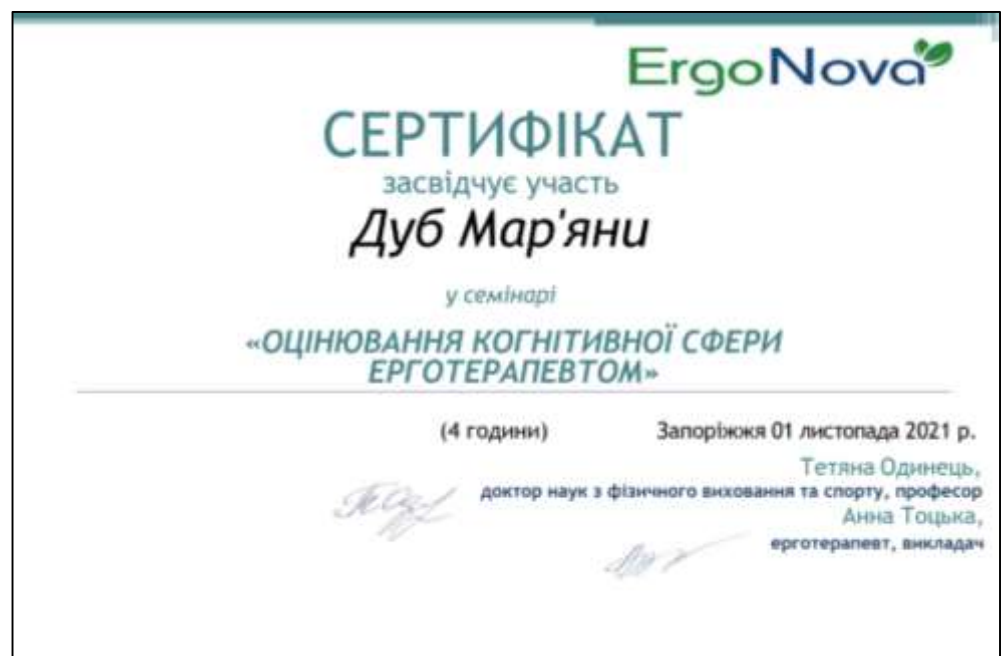 ErgoNova
СЕРТИФІКАТ
засвідчує участь
Дуб Мар'яни
у семінарі
«ОЦІНЮВАННЯ КОГНІТИВНОЇ СФЕРИ
ЕРГОТЕРАПЕВТОМ»
(4 години) Запоріжжя 01 листопада 2021 р.
Тетяна Одинець,
доктор наук з фізичного виховання та спорту, професор
Анна Тоцька,
ерготерапевт, викладач